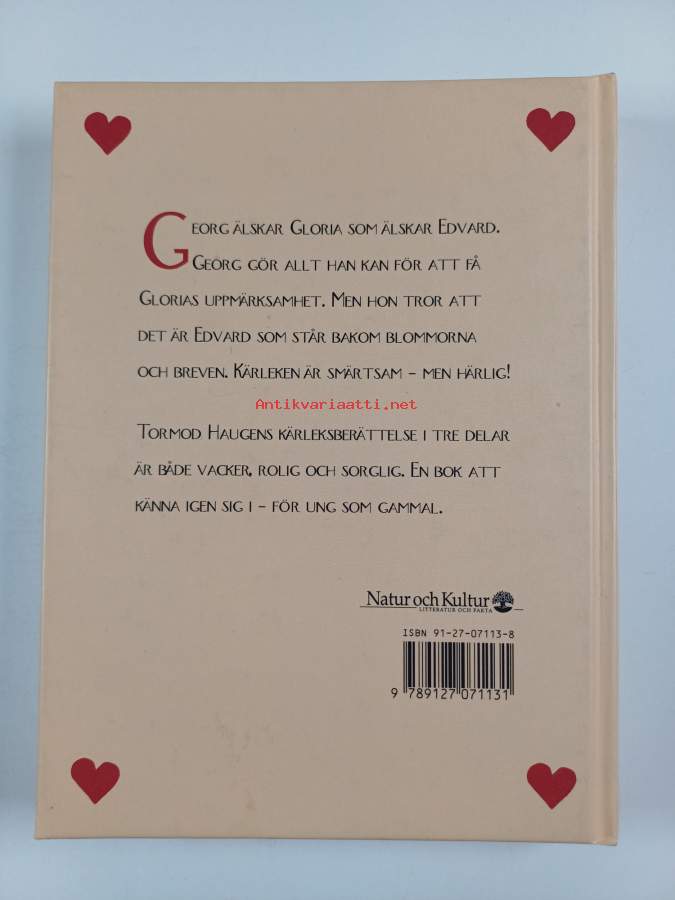 GEORG ÄLSKAR GLORIA SOM ÄLSKAR EDVARD.
GEORG GÖR ALLT HAN KAN FÖR ATT FÅ
GLORIAS UPPMÄRKSAMHET. MEN HON TROR ATT
DET ÄR EDVARD SOM STÅR BAKOM BLOMMORNA
OCH BREVEN. KÄRLEKEN ÄR SMÄRTSAM – MEN HÄRLIG!
Antikvariaatti.net
TORMOD HAUGENS KÄRLEKSBERÄTTELSE I TRE DELAR
ÄR BÅDE VACKER, ROLIG OCH SORGLIG. EN BOK ATT
KÄNNA IGEN SIG I – FÖR UNG SOM GAMMAL.
Natur och Kultur
LITTERATUR OCH FAKTA
ISBN 91-27-07113-8
9 789127 071131